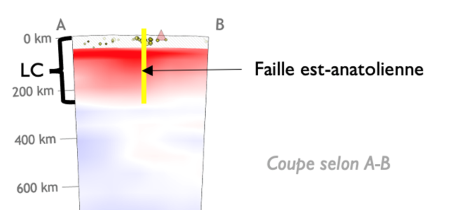 A B
0 km
LC
Faille est-anatolienne
200 km
400 km
Coupe selon A-B
600 km